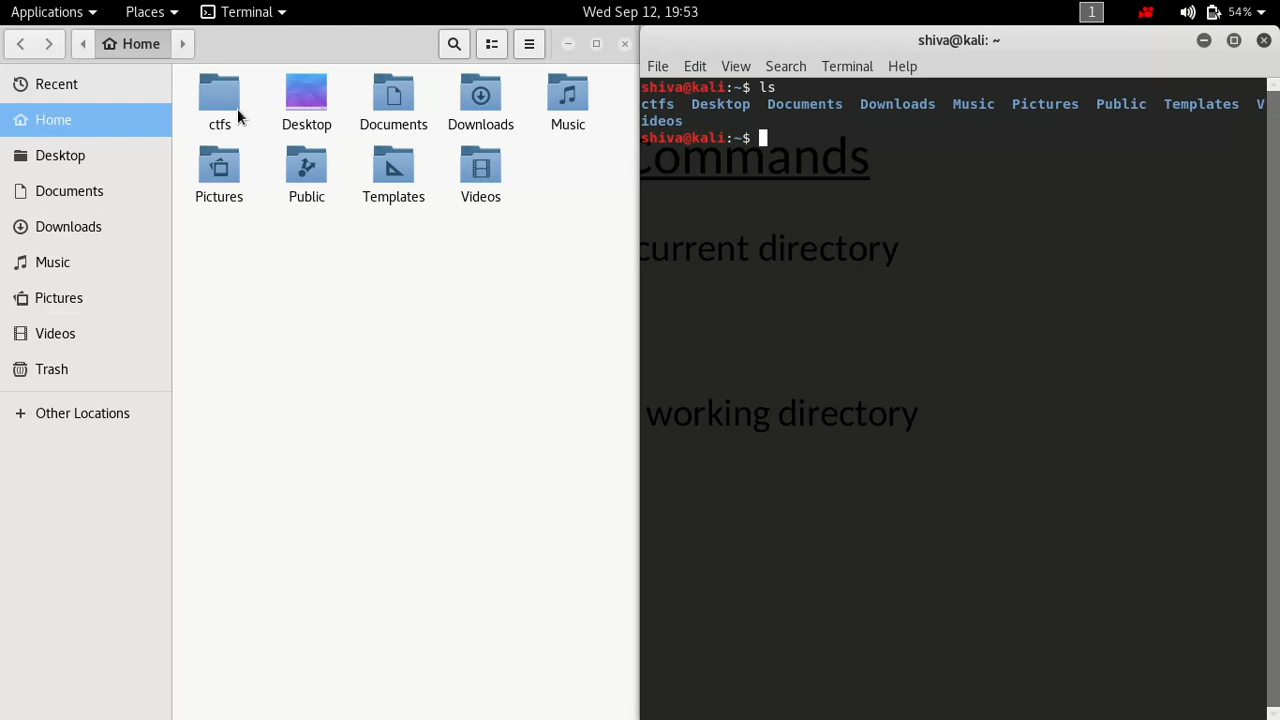 Applications Places Terminal Wed Sep 12, 19:53 1 54%
Home
Recent
Home
Desktop
Documents
Downloads
Music
Pictures
Videos
Trash
+ Other Locations
ctfs Desktop Documents Downloads Music
Pictures Public Templates Videos
shiva@kali: ~
File Edit View Search Terminal Help
shiva@kali:~$ ls
ctfs Desktop Documents Downloads Music Pictures Public Templates V
ideos
shiva@kali:~$
Commands
current directory
working directory